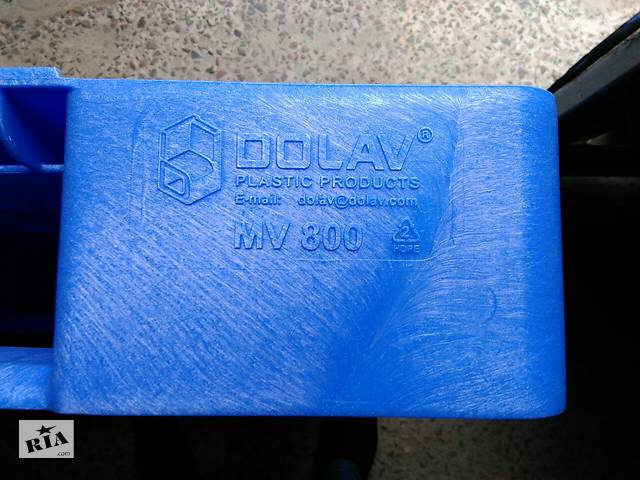 DOLAV®
PLASTIC PRODUCTS
E-mail: dolav@dolav.com
MV 800
2
HDPE
RIA
.com